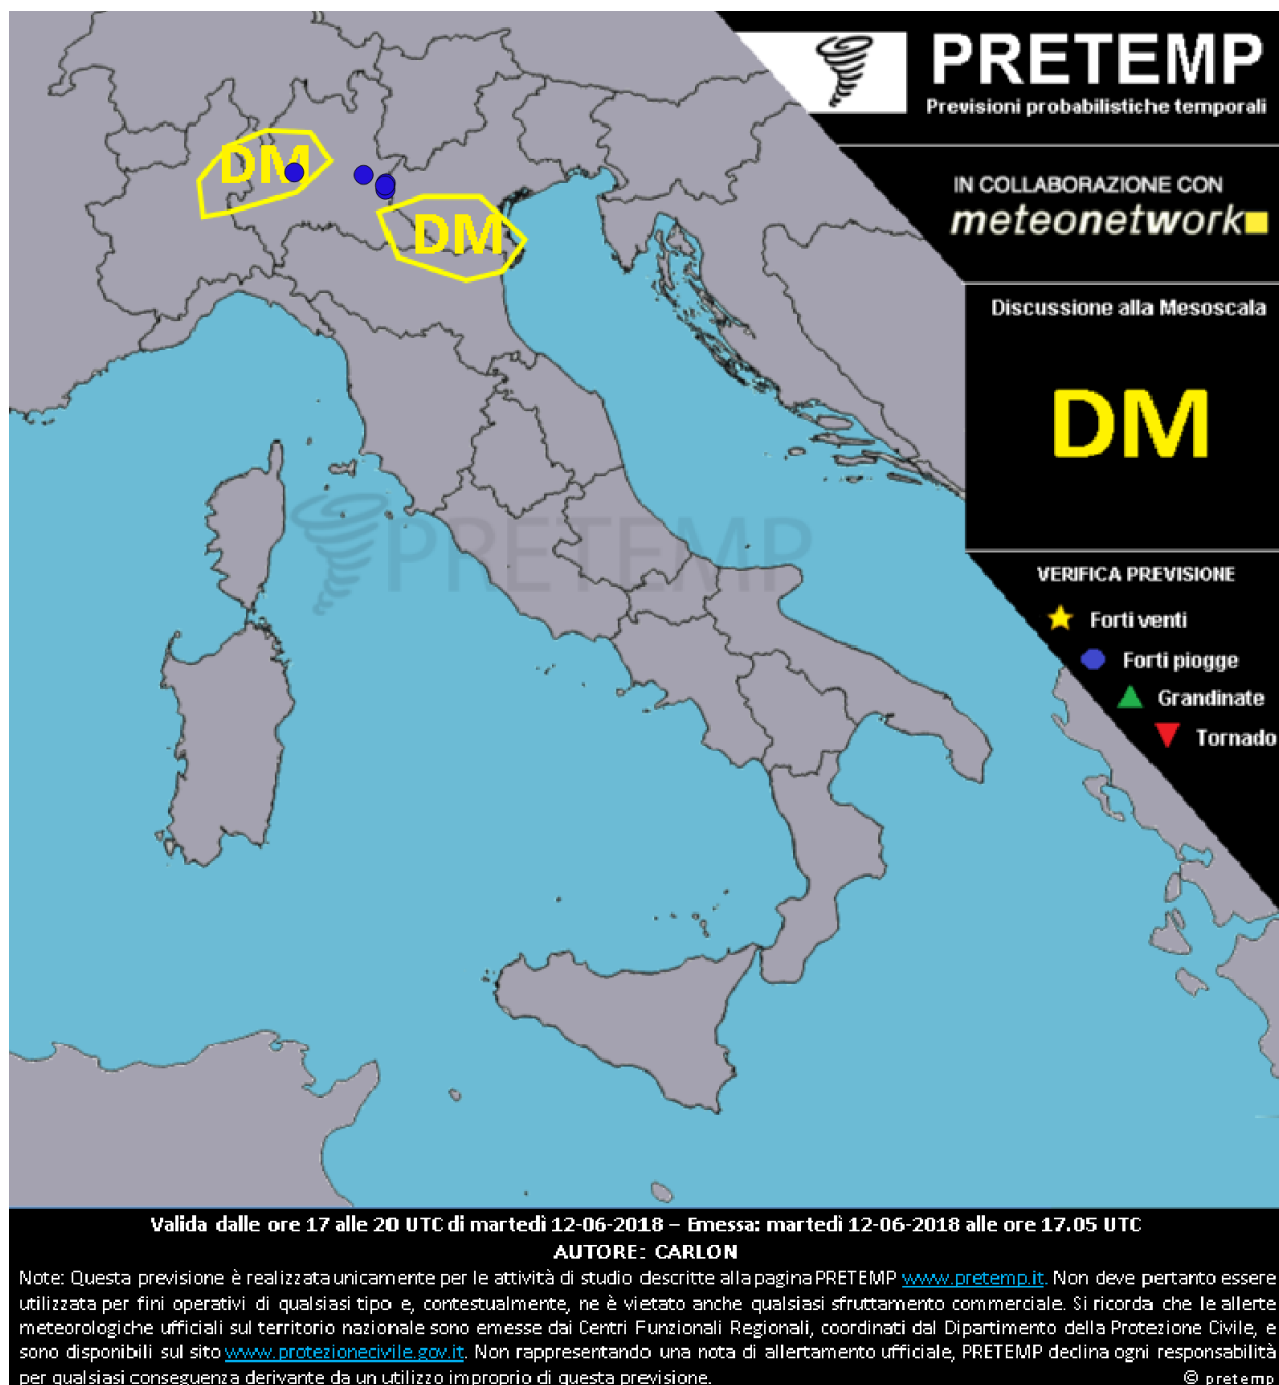 PRETEMP
Previsioni probabilistiche temporali
IN COLLABORAZIONE CON
meteonetwork
Discussione alla Mesoscala
DM
DM
DM
PRETEMP
VERIFICA PREVISIONE
Forti venti
Forti piogge
Grandinate
Tornado
Valida dalle ore 17 alle 20 UTC di martedì 12-06-2018 – Emessa: martedì 12-06-2018 alle ore 17.05 UTC
AUTORE: CARLON
Note: Questa previsione è realizzata unicamente per le attività di studio descritte alla pagina PRETEMP www.pretemp.it. Non deve pertanto essere
utilizzata per fini operativi di qualsiasi tipo e, contestualmente, ne è vietato anche qualsiasi sfruttamento commerciale. Si ricorda che le allerte
meteorologiche ufficiali sul territorio nazionale sono emesse dai Centri Funzionali Regionali, coordinati dal Dipartimento della Protezione Civile, e
sono disponibili sul sito www.protezionecivile.gov.it. Non rappresentando una nota di allertamento ufficiale, PRETEMP declina ogni responsabilità
per qualsiasi conseguenza derivante da un utilizzo improprio di questa previsione.
© pretemp